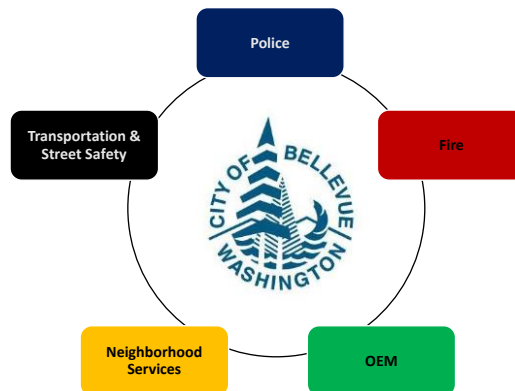 Police
Transportation &
Street Safety
Fire
CITY OF BELLEVUE
WASHINGTON
Neighborhood
Services
OEM